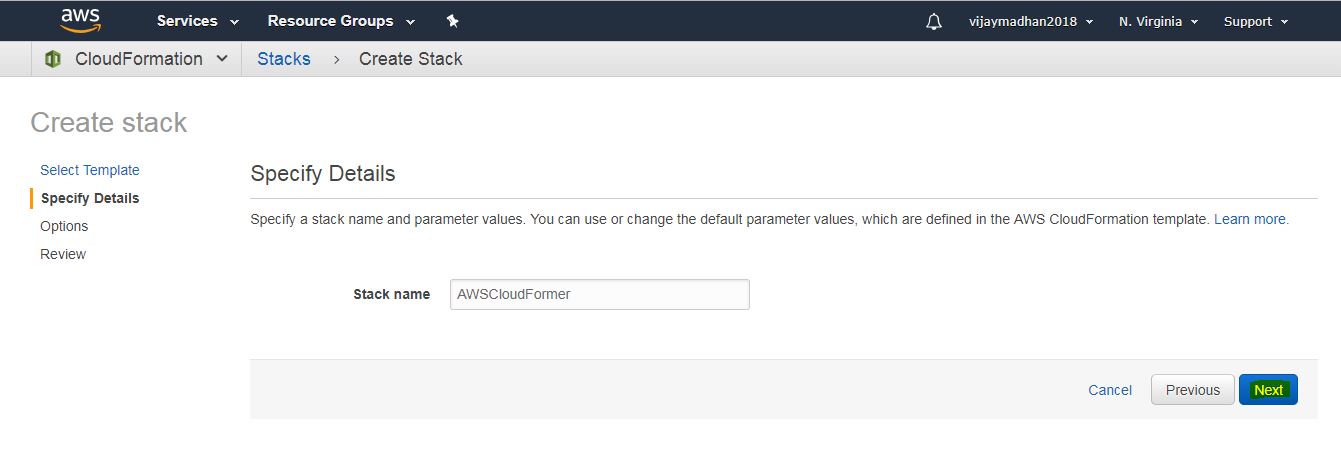 aws Services Resource Groups vijaymadhan2018 N. Virginia Support
CloudFormation Stacks > Create Stack
Create stack
Select Template
Specify Details
Options
Review
Specify Details
Specify a stack name and parameter values. You can use or change the default parameter values, which are defined in the AWS CloudFormation template. Learn more.
Stack name AWSCloudFormer
Cancel Previous Next